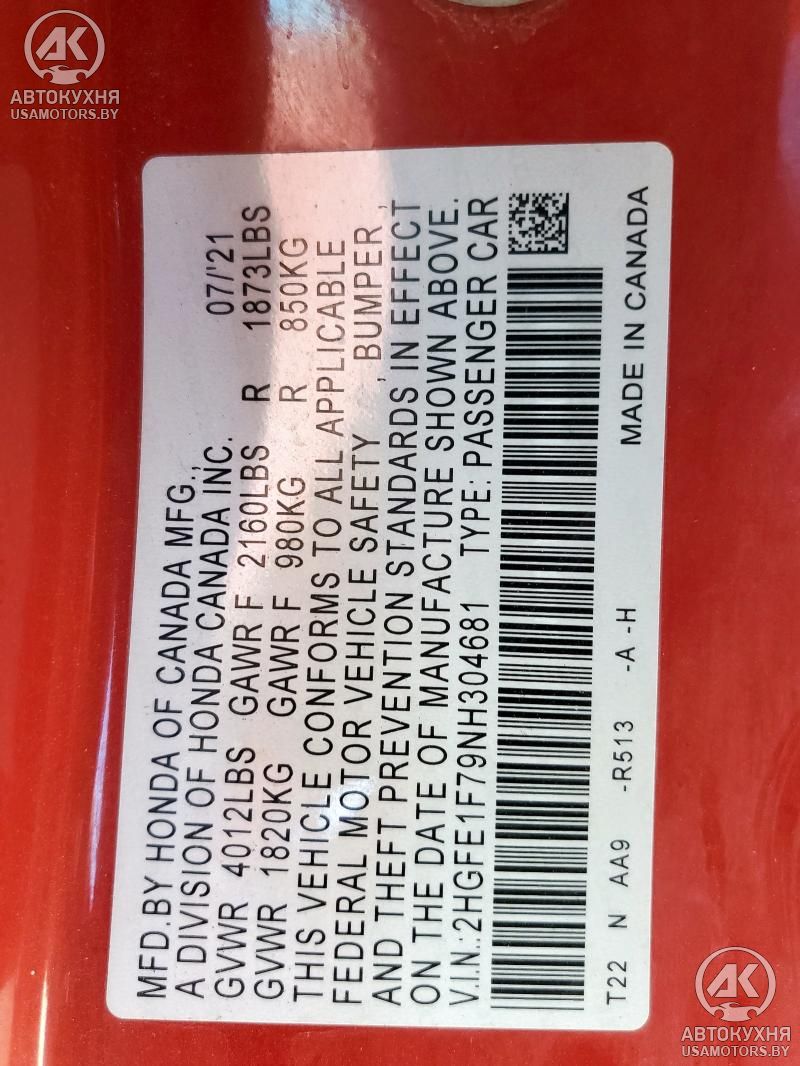 AK
АВТОКУХНЯ
USAMOTORS.BY
MFD.BY HONDA OF CANADA MFG.,
A DIVISION OF HONDA CANADA INC. 07/'21
GVWR 4012LBS GAWR F 2160LBS R 1873LBS
GVWR 1820KG GAWR F 980KG R 850KG
THIS VEHICLE CONFORMS TO ALL APPLICABLE
FEDERAL MOTOR VEHICLE SAFETY , BUMPER ,
AND THEFT PREVENTION STANDARDS IN EFFECT
ON THE DATE OF MANUFACTURE SHOWN ABOVE.
V.I.N.:2HGFE1F79NH304681 TYPE: PASSENGER CAR
T22 N AA9 -R513 -A -H MADE IN CANADA
AK
АВТОКУХНЯ
USAMOTORS.BY